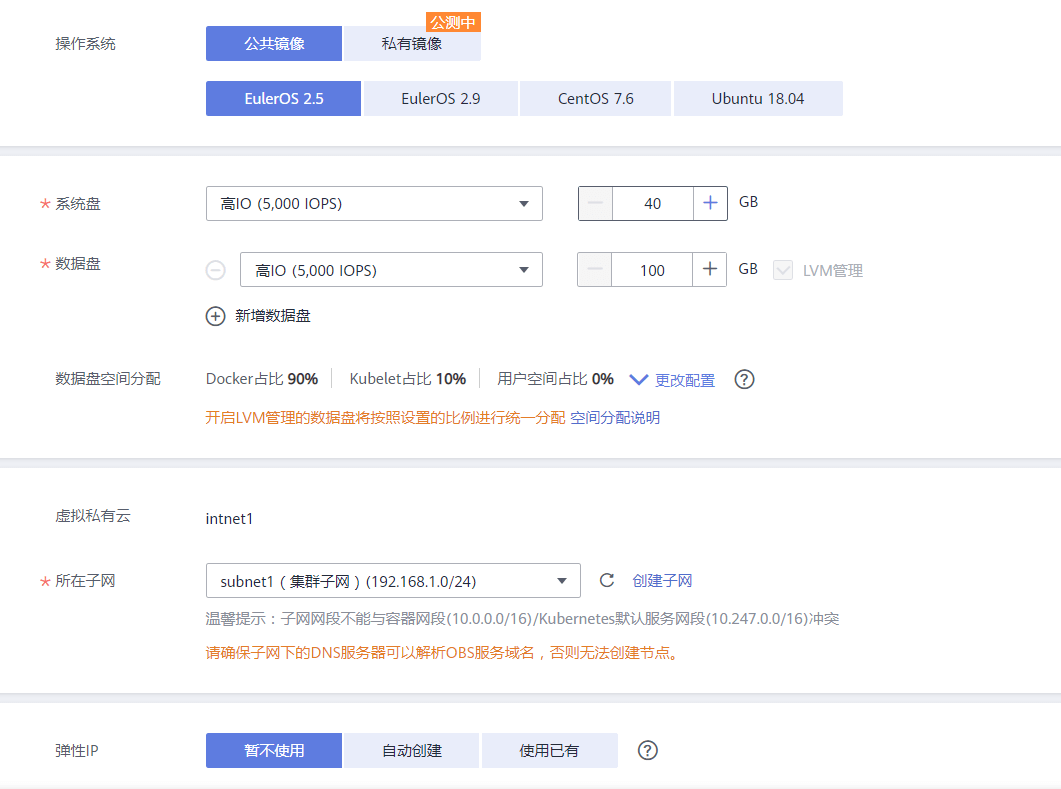 公测中
操作系统 公共镜像 私有镜像
EulerOS 2.5 EulerOS 2.9 CentOS 7.6 Ubuntu 18.04
* 系统盘 高IO (5,000 IOPS) — 40 + GB
* 数据盘 高IO (5,000 IOPS) — 100 + GB LVM管理
新增数据盘
数据盘空间分配 Docker占比 90% Kubelet占比 10% 用户空间占比 0% 更改配置 ?
开启LVM管理的数据盘将按照设置的比例进行统一分配 空间分配说明
虚拟私有云 intnet1
* 所在子网 subnet1（集群子网）(192.168.1.0/24) 创建子网
温馨提示：子网网段不能与容器网段(10.0.0.0/16)/Kubernetes默认服务网段(10.247.0.0/16)冲突
请确保子网下的DNS服务器可以解析OBS服务域名，否则无法创建节点。
弹性IP 暂不使用 自动创建 使用已有 ?